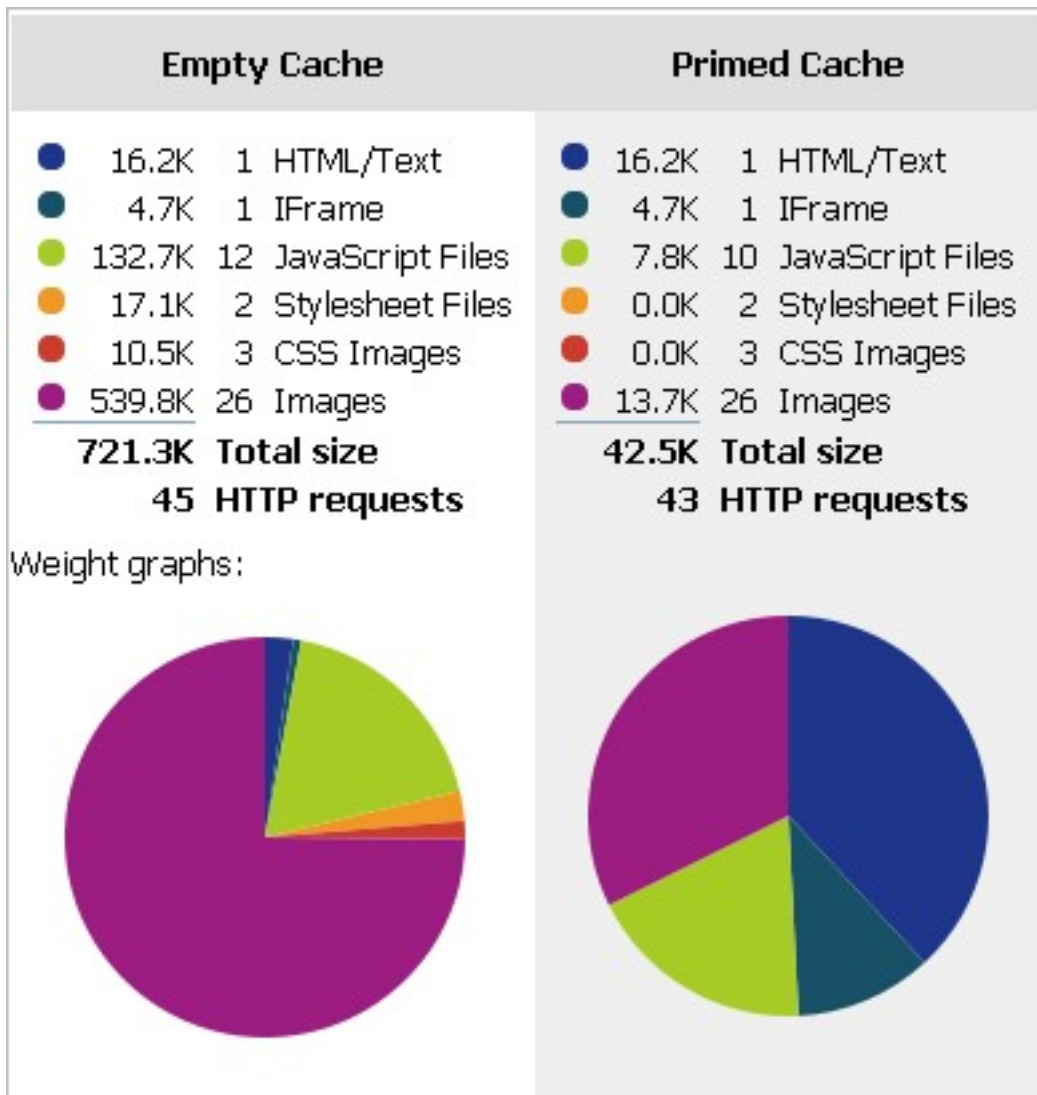 Empty Cache
16.2K 1 HTML/Text
4.7K 1 IFrame
132.7K 12 JavaScript Files
17.1K 2 Stylesheet Files
10.5K 3 CSS Images
539.8K 26 Images
721.3K Total size
45 HTTP requests
Weight graphs:
Primed Cache
16.2K 1 HTML/Text
4.7K 1 IFrame
7.8K 10 JavaScript Files
0.0K 2 Stylesheet Files
0.0K 3 CSS Images
13.7K 26 Images
42.5K Total size
43 HTTP requests